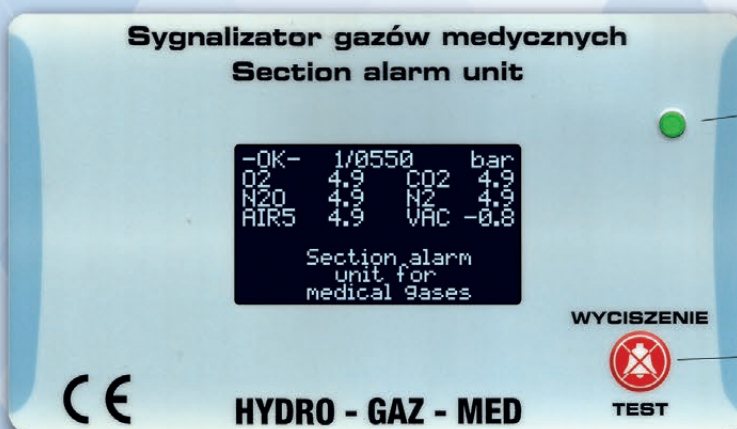 Sygnalizator gazów medycznych
Section alarm unit
-OK- 1/0550 bar
O2 4.9 CO2 4.9
N2O 4.9 N2 4.9
AIR5 4.9 VAC -0.8
Section alarm
unit for
medical gases
WYCISZENIE
TEST
CE
HYDRO - GAZ - MED